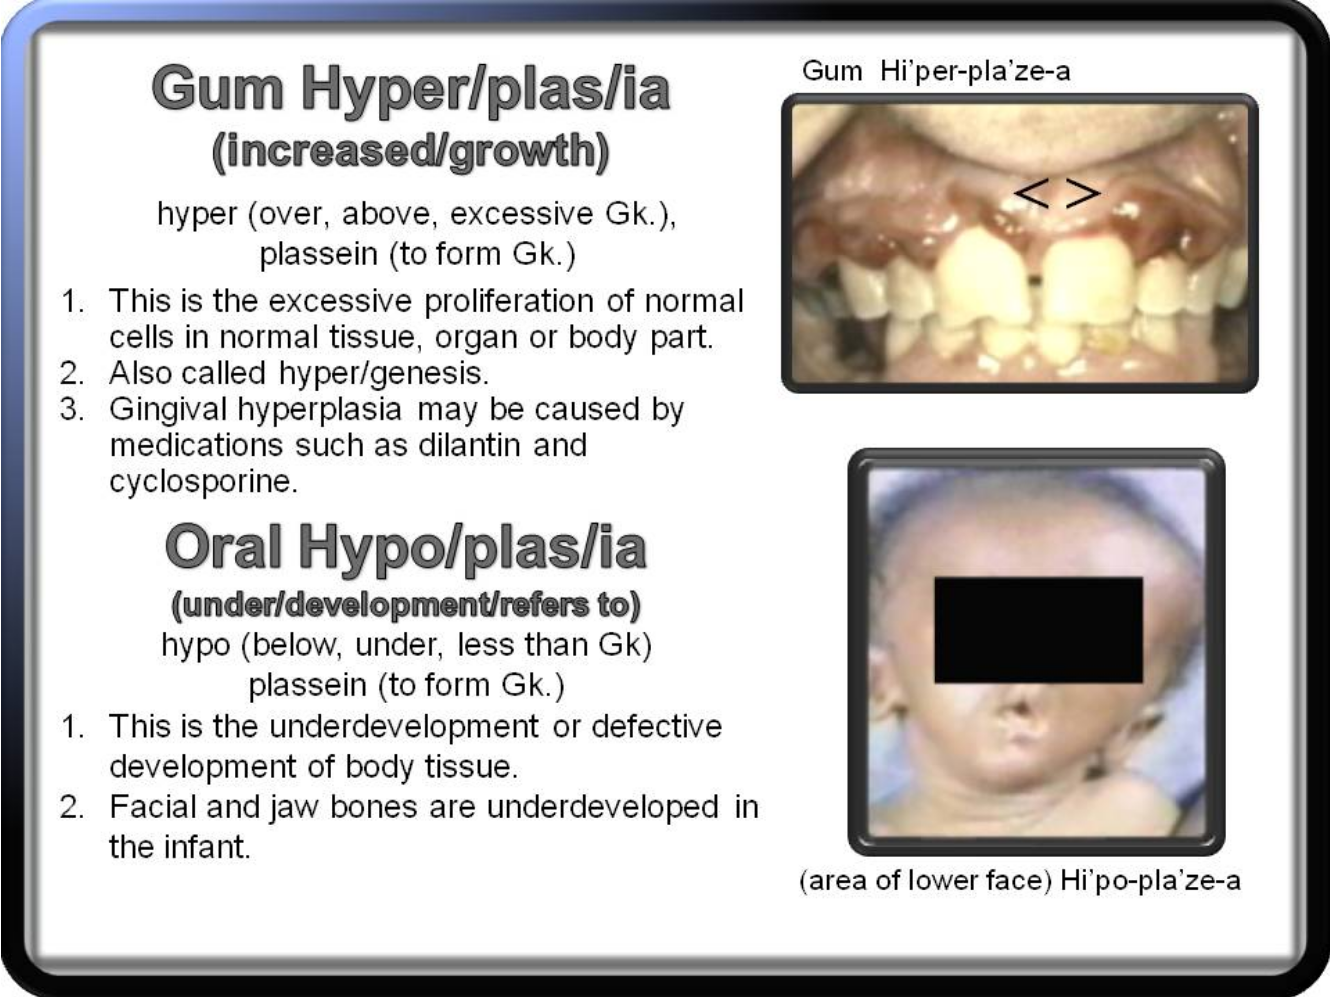 Gum Hyper/plas/ia
(increased/growth)
hyper (over, above, excessive Gk.),
plassein (to form Gk.)
1. This is the excessive proliferation of normal
cells in normal tissue, organ or body part.
2. Also called hyper/genesis.
3. Gingival hyperplasia may be caused by
medications such as dilantin and
cyclosporine.
Gum Hi’per-pla’ze-a
< >
Oral Hypo/plas/ia
(under/development/refers to)
hypo (below, under, less than Gk)
plassein (to form Gk.)
1. This is the underdevelopment or defective
development of body tissue.
2. Facial and jaw bones are underdeveloped in
the infant.
(area of lower face) Hi’po-pla’ze-a